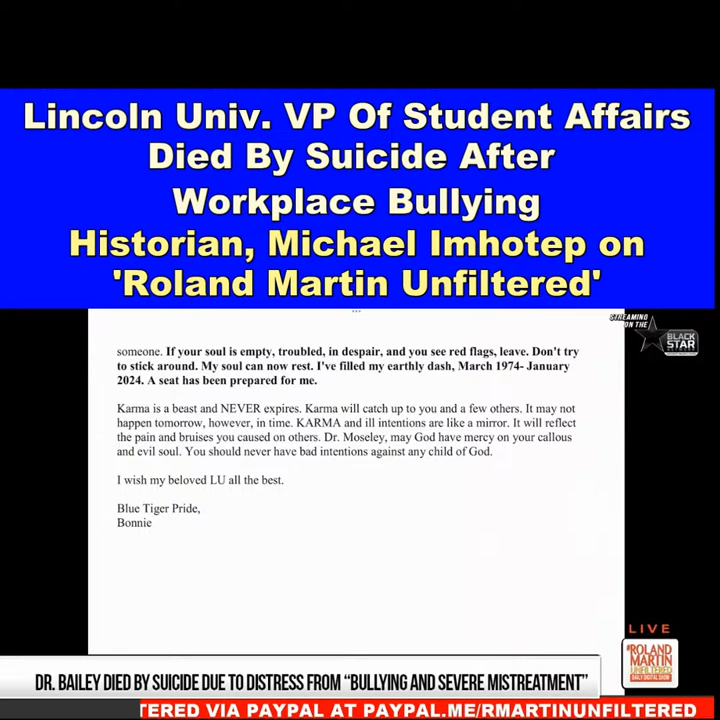 Lincoln Univ. VP Of Student Affairs
Died By Suicide After
Workplace Bullying
Historian, Michael Imhotep on
'Roland Martin Unfiltered'
STREAMING
ON THE
BLACK
STAR
someone. If your soul is empty, troubled, in despair, and you see red flags, leave. Don't try
to stick around. My soul can now rest. I've filled my earthly dash, March 1974- January
2024. A seat has been prepared for me.
Karma is a beast and NEVER expires. Karma will catch up to you and a few others. It may not
happen tomorrow, however, in time. KARMA and ill intentions are like a mirror. It will reflect
the pain and bruises you caused on others. Dr. Moseley, may God have mercy on your callous
and evil soul. You should never have bad intentions against any child of God.
I wish my beloved LU all the best.
Blue Tiger Pride,
Bonnie
LIVE
#ROLAND
MARTIN
UNFILTERED
DAILY DIGITAL SHOW
DR. BAILEY DIED BY SUICIDE DUE TO DISTRESS FROM “BULLYING AND SEVERE MISTREATMENT”
TERED VIA PAYPAL AT PAYPAL.ME/RMARTINUNFILTERED